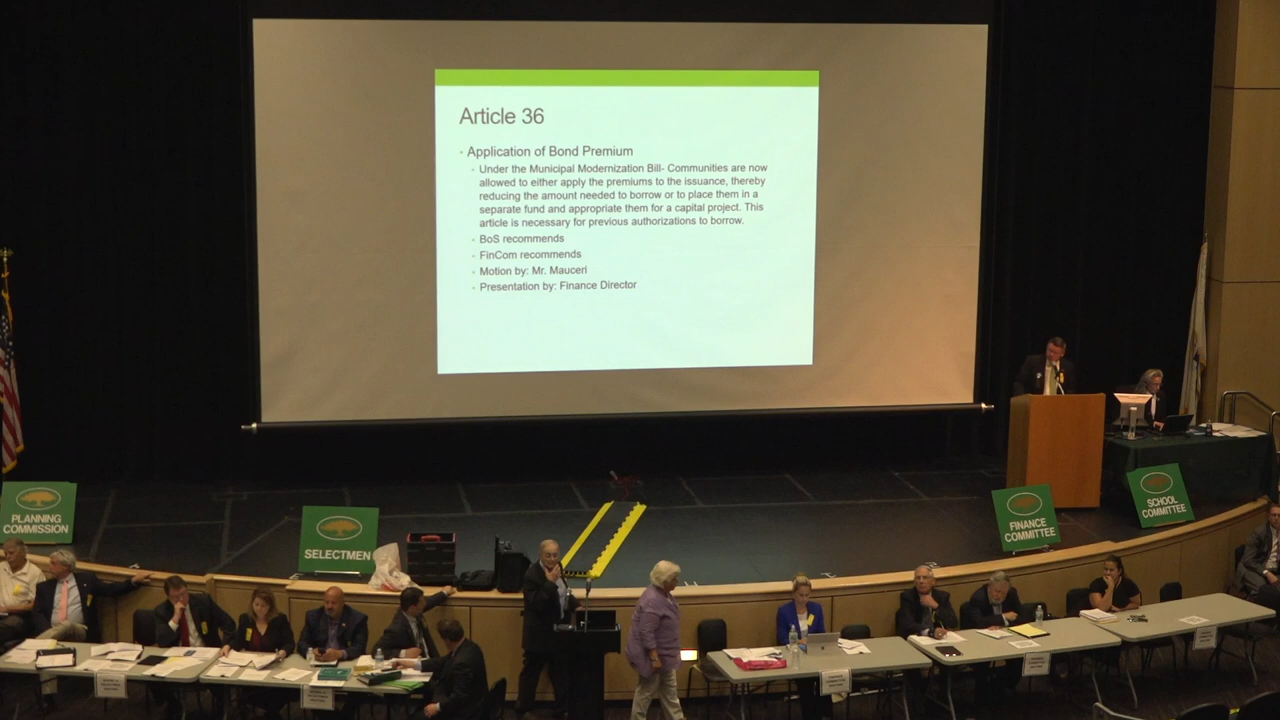 Article 36
Application of Bond Premium
Under the Municipal Modernization Bill- Communities are now
allowed to either apply the premiums to the issuance, thereby
reducing the amount needed to borrow or to place them in a
separate fund and appropriate them for a capital project. This
article is necessary for previous authorizations to borrow.
BoS recommends
FinCom recommends
Motion by: Mr. Mauceri
Presentation by: Finance Director
PLANNING
COMMISSION
SELECTMEN
FINANCE
COMMITTEE
SCHOOL
COMMITTEE